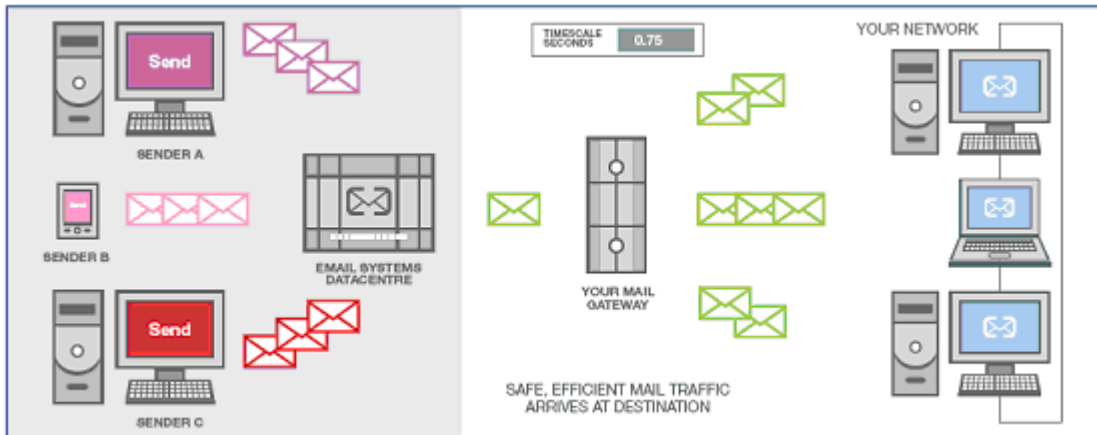 Send
SENDER A
Send
SENDER B
Send
SENDER C
EMAIL SYSTEMS
DATACENTRE
TIMESCALE
SECONDS
0.75
YOUR MAIL
GATEWAY
SAFE, EFFICIENT MAIL TRAFFIC
ARRIVES AT DESTINATION
YOUR NETWORK